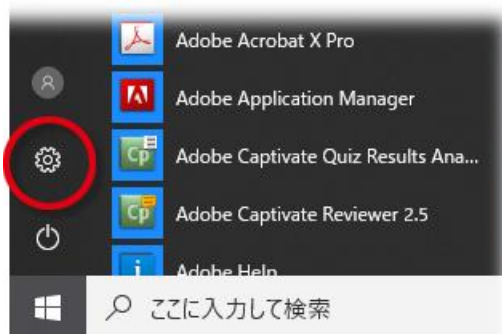 Adobe Acrobat X Pro
Adobe Application Manager
Adobe Captivate Quiz Results Ana...
Adobe Captivate Reviewer 2.5
Adobe Help
ここに入力して検索